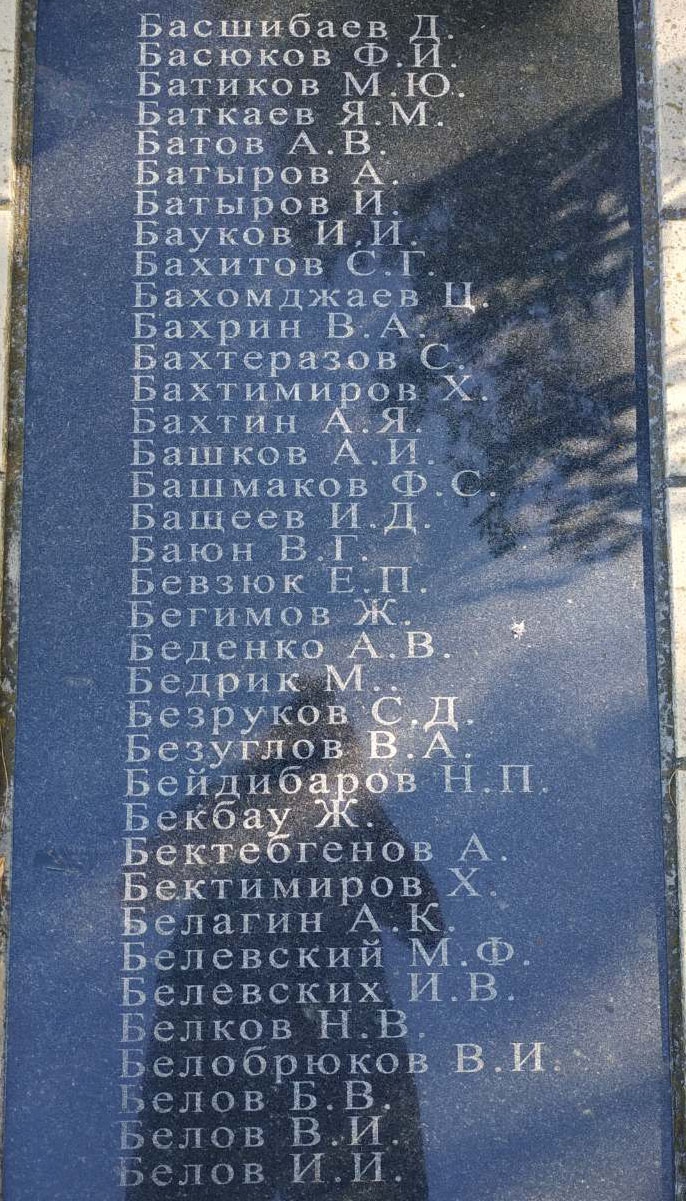 Басшибаев Д.
Басюков Ф.И.
Батиков М.Ю.
Баткаев Я.М.
Батов А.В.
Батыров А.
Батыров И.
Бауков И.И.
Бахитов С.Г.
Бахомджаев Ц.
Бахрин В.А.
Бахтеразов С.
Бахтимиров Х.
Бахтин А.Я.
Башков А.И.
Башмаков Ф.С.
Бащеев И.Д.
Баюн В.Г.
Бевзюк Е.П.
Бегимов Ж.
Беденко А.В.
Бедрик М..
Безруков С.Д.
Безуглов В.А.
Бейдибаров Н.П.
Бекбау Ж.
Бектебгенов А.
Бектимиров Х.
Белагин А.К.
Белевский М.Ф.
Белевских И.В.
Белков Н.В.
Белобрюков В.И.
Белов Б.В.
Белов В.И.
Белов И.И.